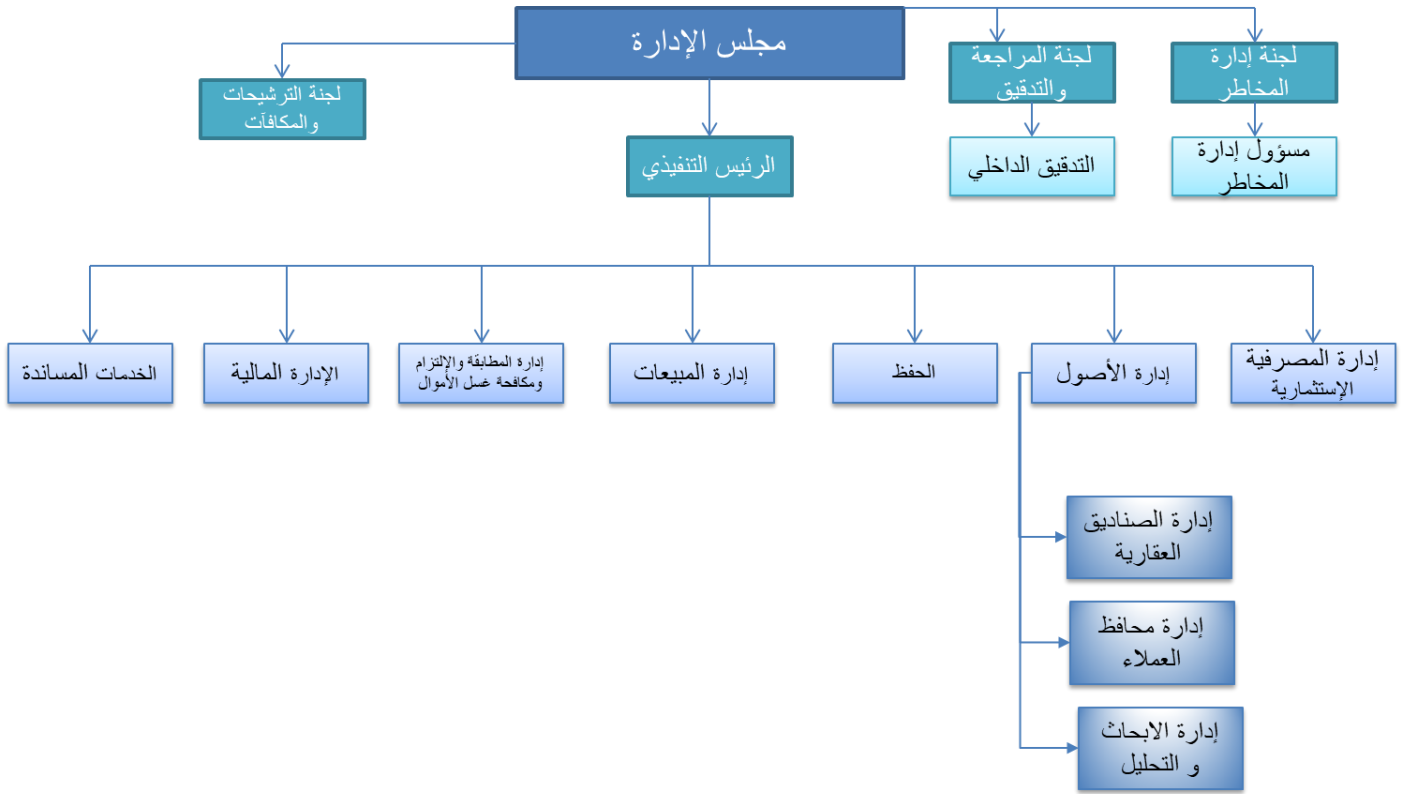 مجلس الإدارة
لجنة إدارة
المخاطر
لجنة المراجعة
والتدقيق
لجنة الترشيحات
والمكافآت
مسؤول إدارة
المخاطر
التدقيق الداخلي
الرئيس التنفيذي
إدارة المصرفية
الإستثمارية
إدارة الأصول
الحفظ
إدارة المبيعات
إدارة المطابقة والإلتزام
ومكافحة غسل الأموال
الإدارة المالية
الخدمات المساندة
إدارة الصناديق
العقارية
إدارة محافظ
العملاء
إدارة الابحاث
و التحليل